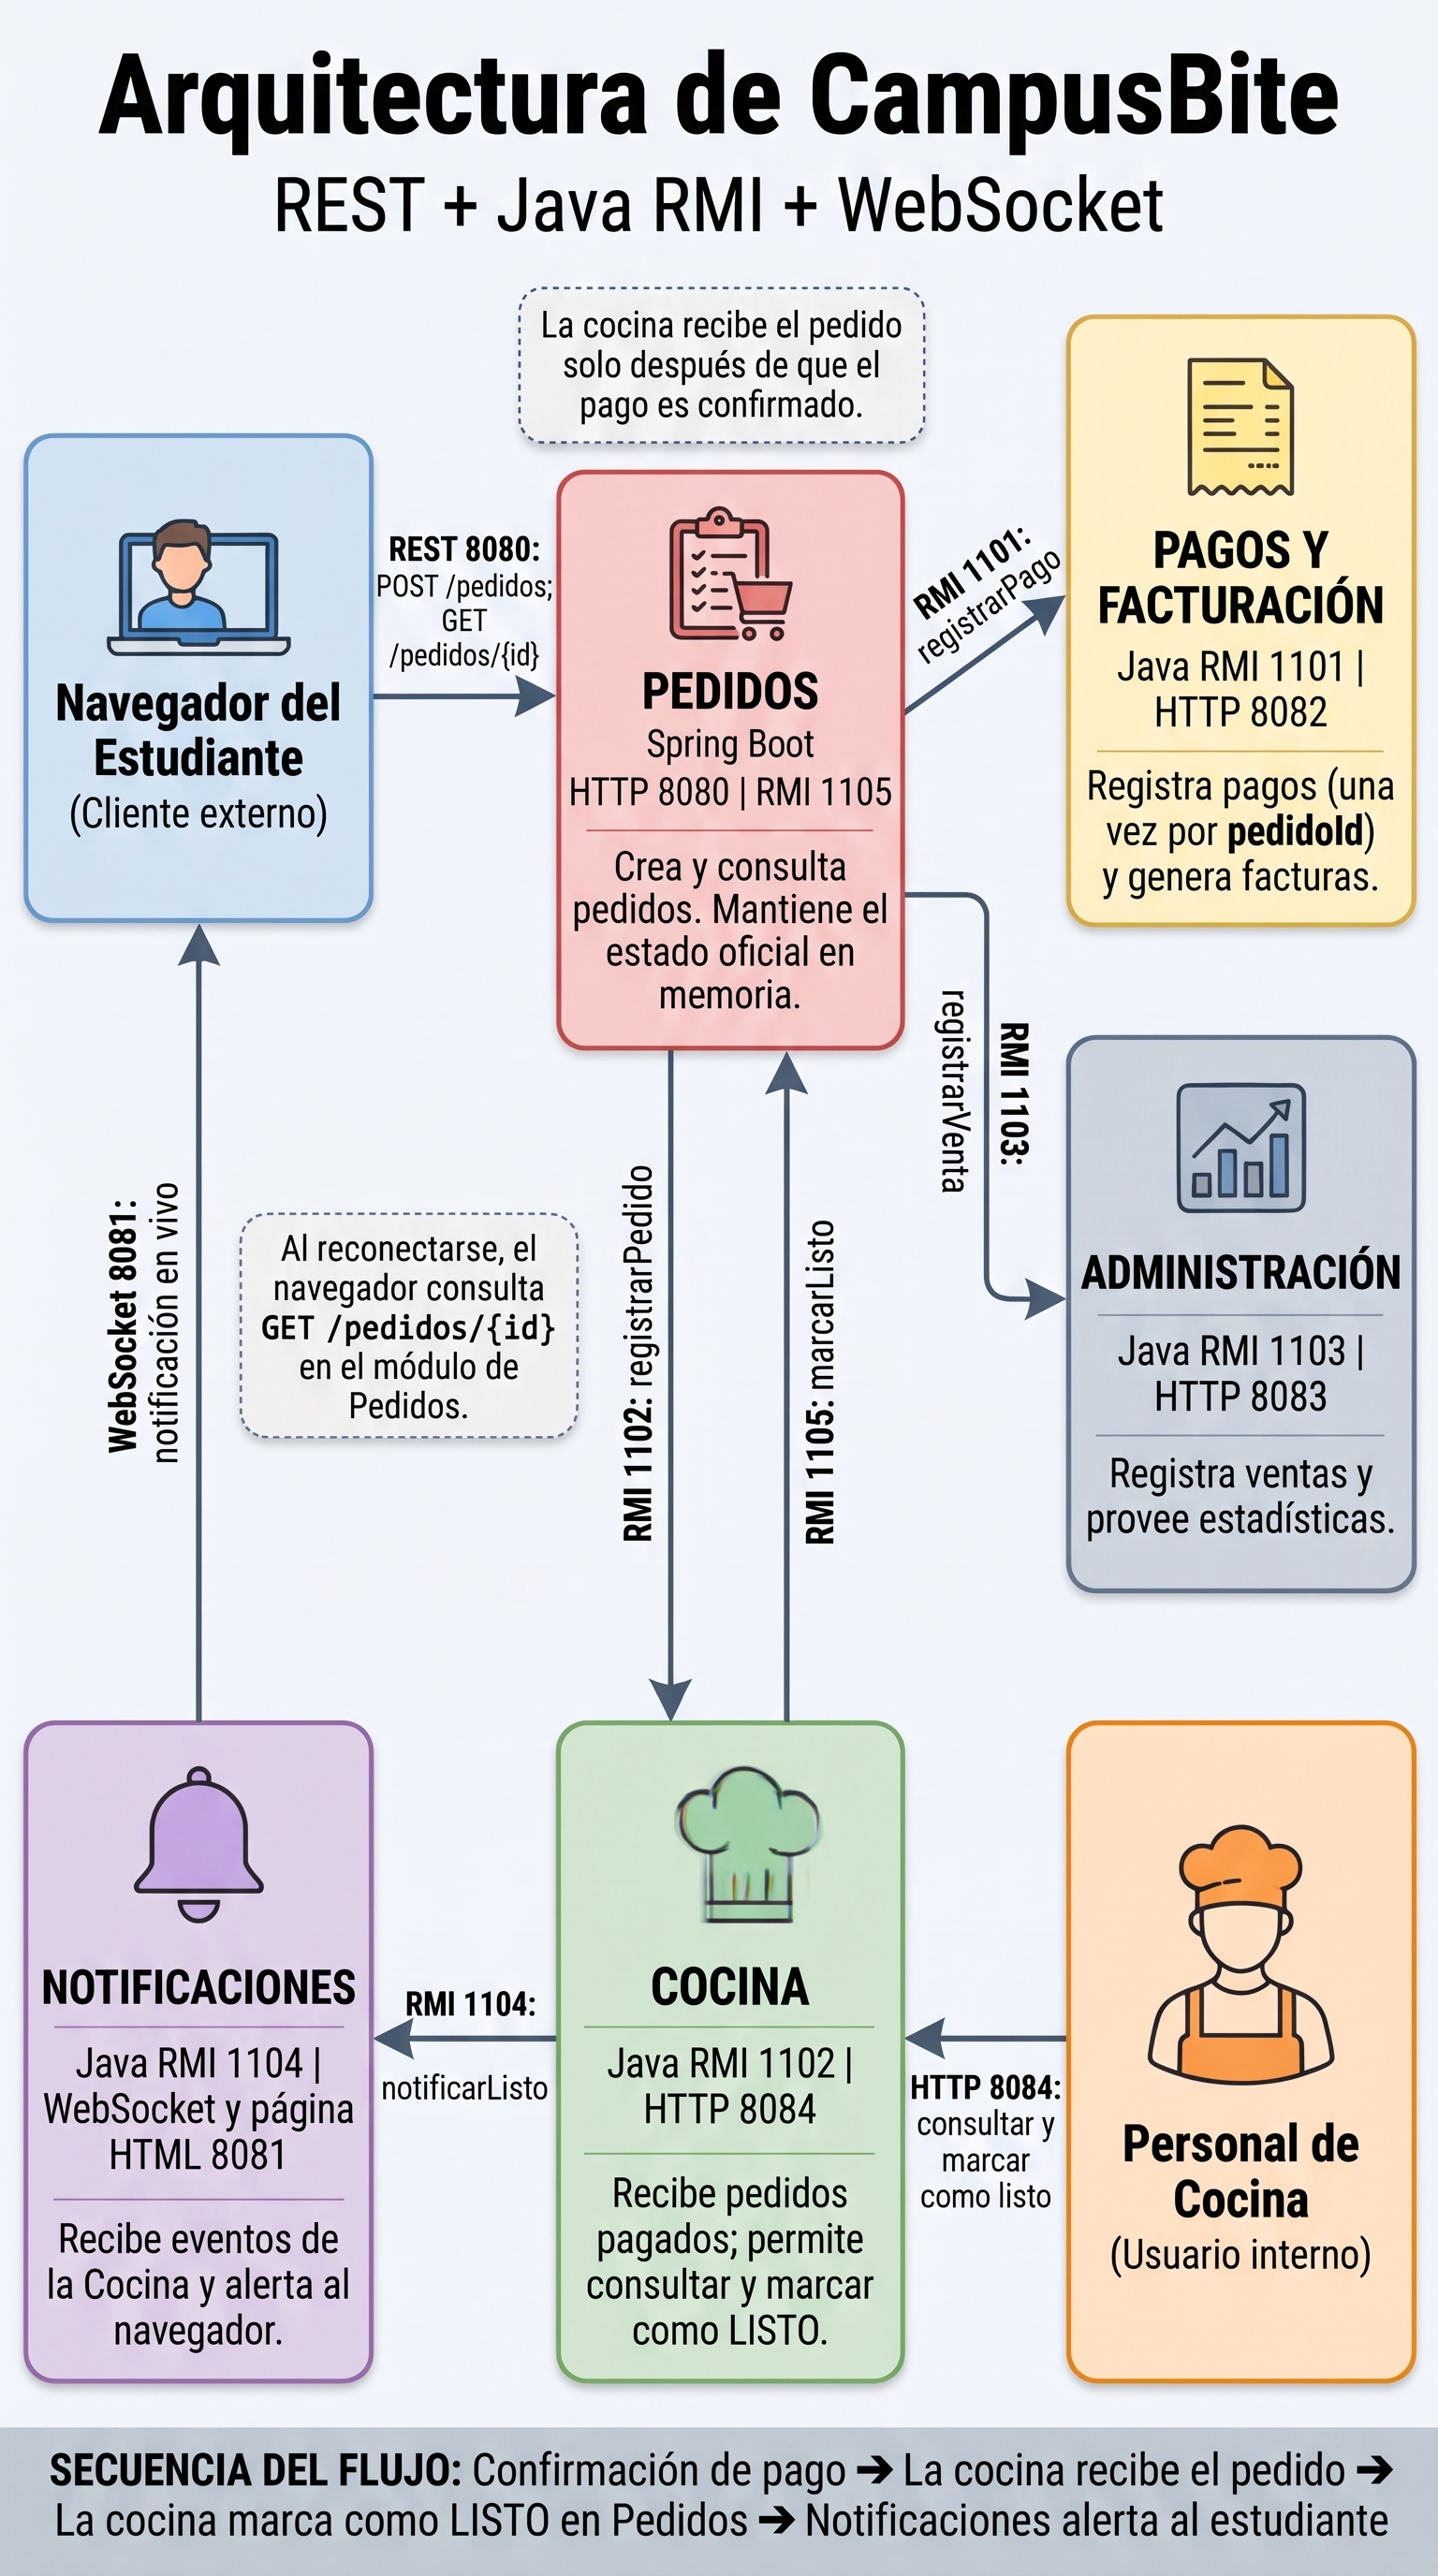 Arquitectura de CampusBite
REST + Java RMI + WebSocket
La cocina recibe el pedido
solo después de que el
pago es confirmado.
Navegador del
Estudiante
(Cliente externo)
REST 8080:
POST /pedidos;
GET
/pedidos/{id}
PEDIDOS
Spring Boot
HTTP 8080 | RMI 1105
Crea y consulta
pedidos. Mantiene el
estado oficial en
memoria.
RMI 1101:
registrarPago
PAGOS Y
FACTURACIÓN
Java RMI 1101 |
HTTP 8082
Registra pagos (una
vez por pedidoId)
y genera facturas.
RMI 1103:
registrarVenta
ADMINISTRACIÓN
Java RMI 1103 |
HTTP 8083
Registra ventas y
provee estadísticas.
WebSocket 8081:
notificación en vivo
Al reconectarse, el
navegador consulta
GET /pedidos/{id}
en el módulo de
Pedidos.
RMI 1102: registrarPedido
RMI 1105: marcarListo
NOTIFICACIONES
Java RMI 1104 |
WebSocket y página
HTML 8081
Recibe eventos de
la Cocina y alerta al
navegador.
RMI 1104:
notificarListo
COCINA
Java RMI 1102 |
HTTP 8084
Recibe pedidos
pagados; permite
consultar y marcar
como LISTO.
HTTP 8084:
consultar y
marcar
como listo
Personal de
Cocina
(Usuario interno)
SECUENCIA DEL FLUJO: Confirmación de pago ➔ La cocina recibe el pedido ➔
La cocina marca como LISTO en Pedidos ➔ Notificaciones alerta al estudiante